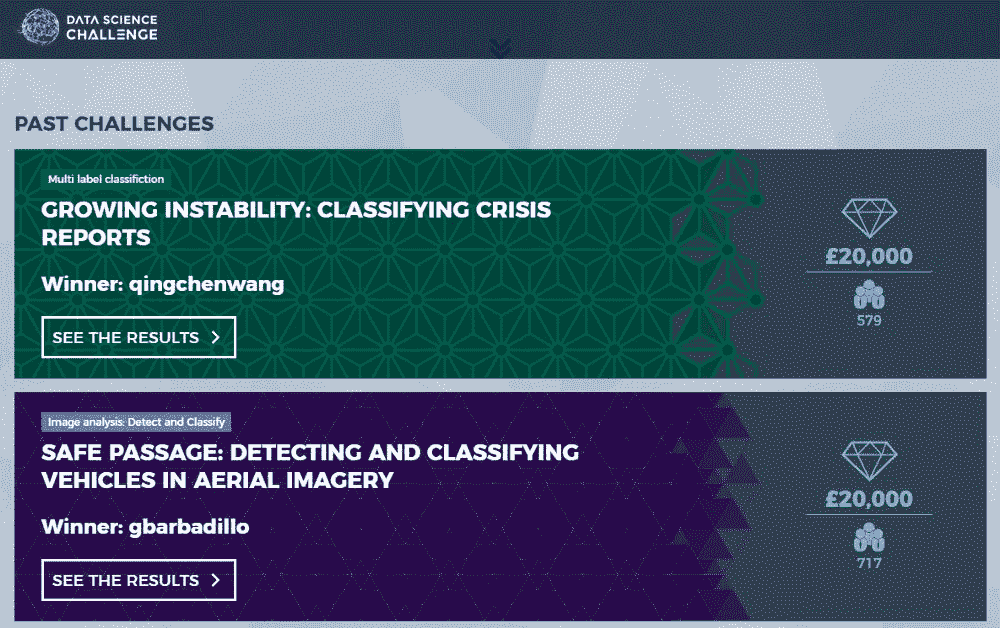 DATA SCIENCE
CHALLENGE
PAST CHALLENGES
Multi label classifiction
GROWING INSTABILITY: CLASSIFYING CRISIS
REPORTS
Winner: qingchenwang
SEE THE RESULTS
£20,000
579
Image analysis: Detect and Classify
SAFE PASSAGE: DETECTING AND CLASSIFYING
VEHICLES IN AERIAL IMAGERY
Winner: gbarbadillo
SEE THE RESULTS
£20,000
717